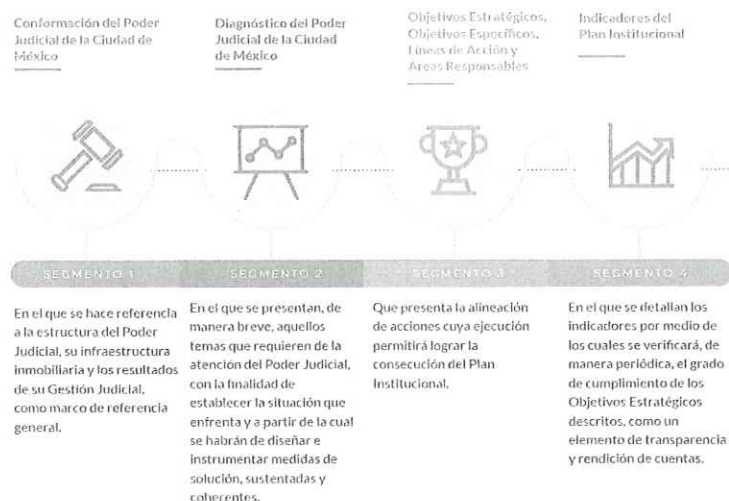 Conformación del Poder
Judicial de la Ciudad de
México
Diagnóstico del Poder
Judicial de la Ciudad
de México
Objetivos Estratégicos,
Objetivos Específicos,
Líneas de Acción y
Áreas Responsables
Indicadores del
Plan Institucional
SEGMENTO 1
SEGMENTO 2
SEGMENTO 3
SEGMENTO 4
En el que se hace referencia
a la estructura del Poder
Judicial, su infraestructura
inmobiliaria y los resultados
de su Gestión Judicial,
como marco de referencia
general.
En el que se presentan, de
manera breve, aquellos
temas que requieren de la
atención del Poder Judicial,
con la finalidad de
establecer la situación que
enfrenta y a partir de la cual
se habrán de diseñar e
instrumentar medidas de
solución, sustentadas y
coherentes.
Que presenta la alineación
de acciones cuya ejecución
permitirá lograr la
consecución del Plan
Institucional.
En el que se detallan los
indicadores por medio de
los cuales se verificará, de
manera periódica, el grado
de cumplimiento de los
Objetivos Estratégicos
descritos, como un
elemento de transparencia
y rendición de cuentas.